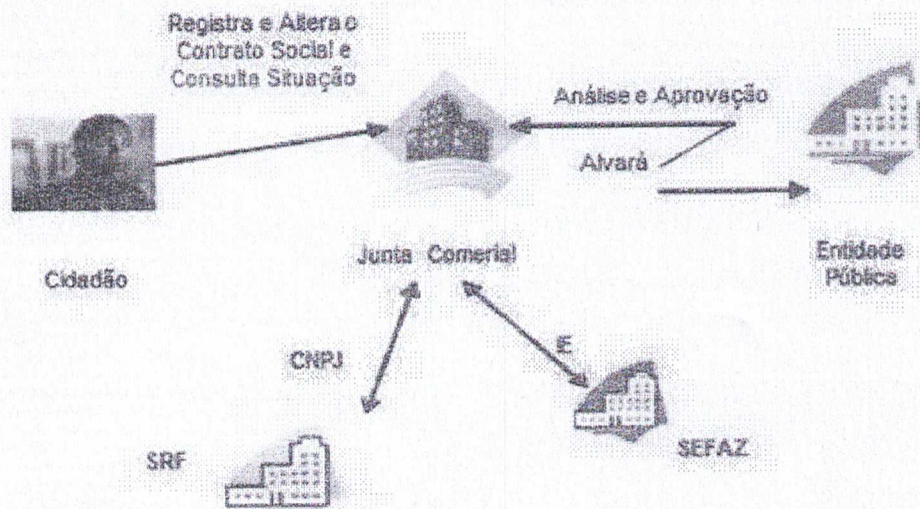 Registra e Altera o
Contrato Social e
Consulta Situação
Análise e Aprovação
Alvará
Cidadão
Junta Comerial
Entidade
Pública
CNPJ
E
SRF
SEFAZ